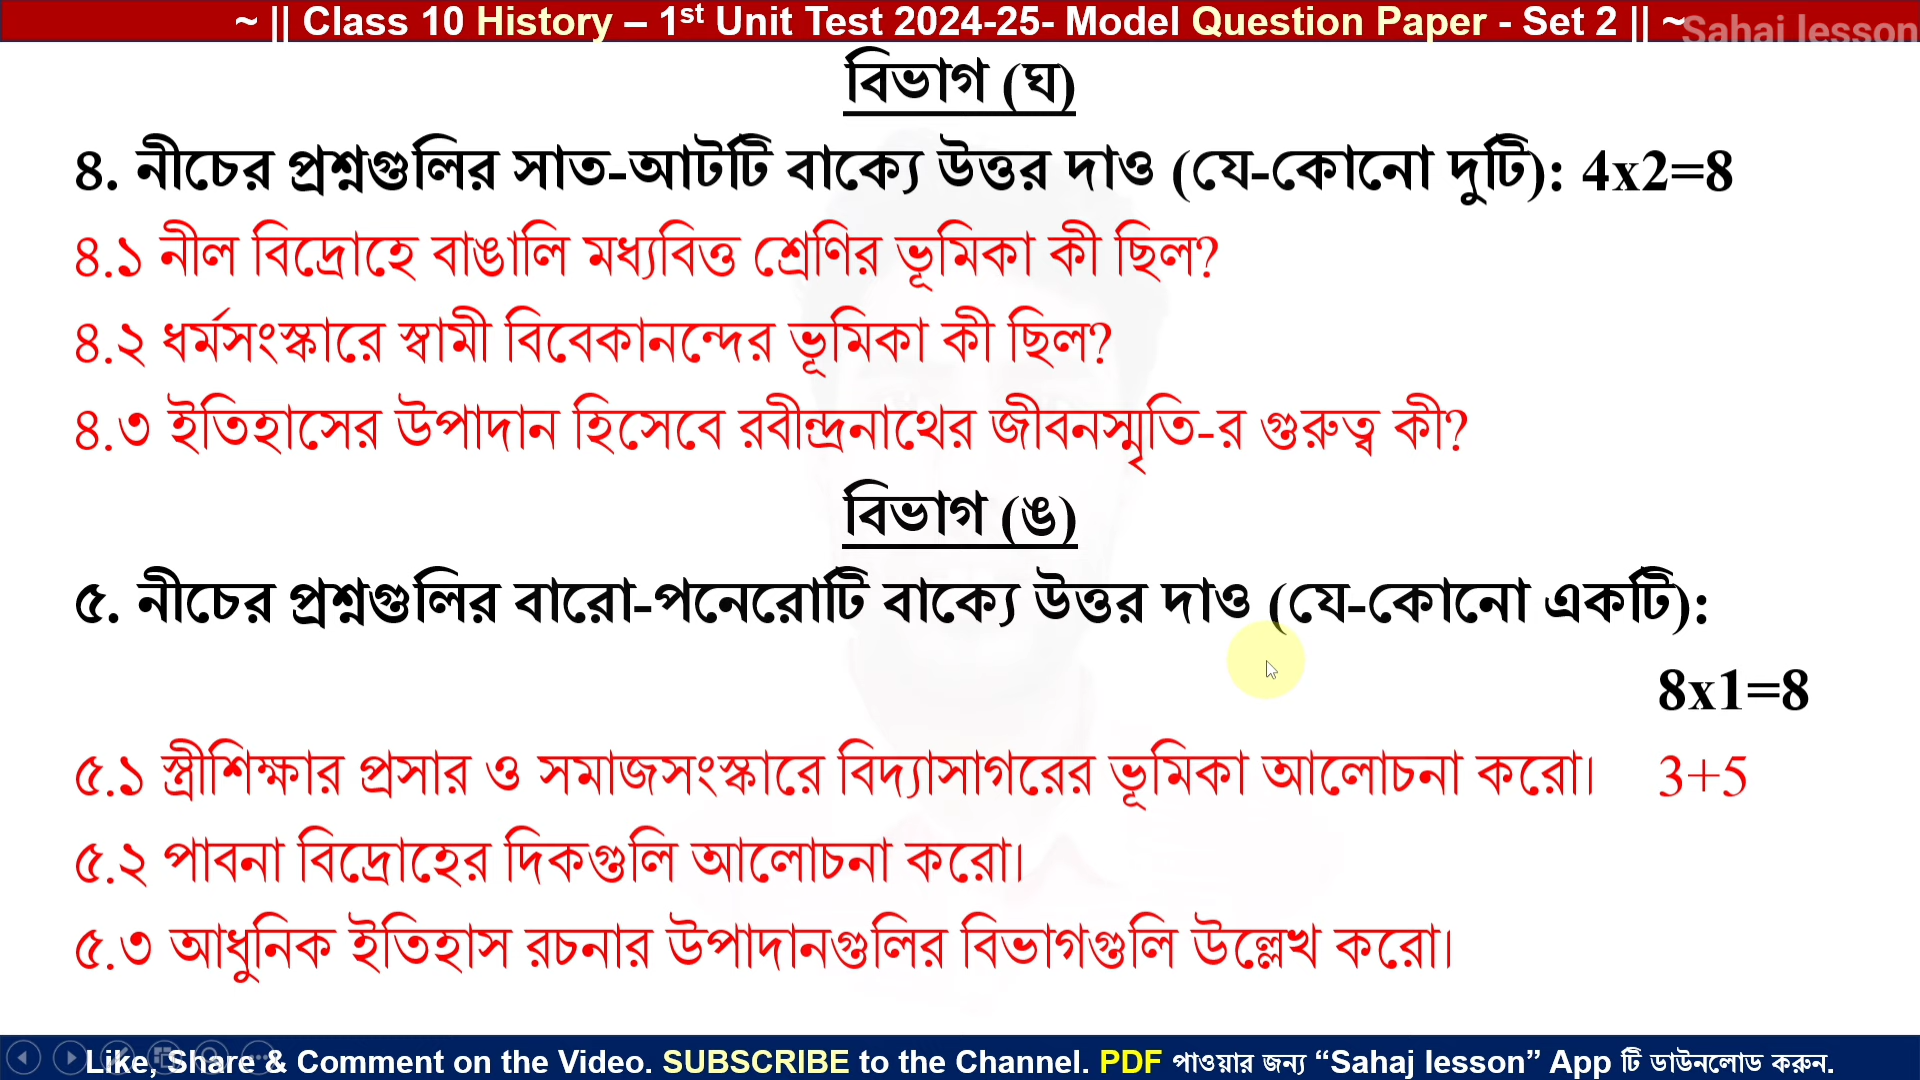 ~ || Class 10 History – 1st Unit Test 2024-25- Model Question Paper - Set 2 || ~
Sahaj lesson
বিভাগ (ঘ)
৪. নীচের প্রশ্নগুলির সাত-আটটি বাক্যে উত্তর দাও (যে-কোনো দুটি): 4x2=8
৪.১ নীল বিদ্রোহে বাঙালি মধ্যবিত্ত শ্রেণির ভূমিকা কী ছিল?
৪.২ ধর্মসংস্কারে স্বামী বিবেকানন্দের ভূমিকা কী ছিল?
৪.৩ ইতিহাসের উপাদান হিসেবে রবীন্দ্রনাথের জীবনস্মৃতি-র গুরুত্ব কী?
বিভাগ (ঙ)
৫. নীচের প্রশ্নগুলির বারো-পনেরোটি বাক্যে উত্তর দাও (যে-কোনো একটি):
8x1=8
৫.১ স্ত্রীশিক্ষার প্রসার ও সমাজসংস্কারে বিদ্যাসাগরের ভূমিকা আলোচনা করো। 3+5
৫.২ পাবনা বিদ্রোহের দিকগুলি আলোচনা করো।
৫.৩ আধুনিক ইতিহাস রচনার উপাদানগুলির বিভাগগুলি উল্লেখ করো।
Like, Share & Comment on the Video. SUBSCRIBE to the Channel. PDF পাওয়ার জন্য “Sahaj lesson” App টি ডাউনলোড করুন.